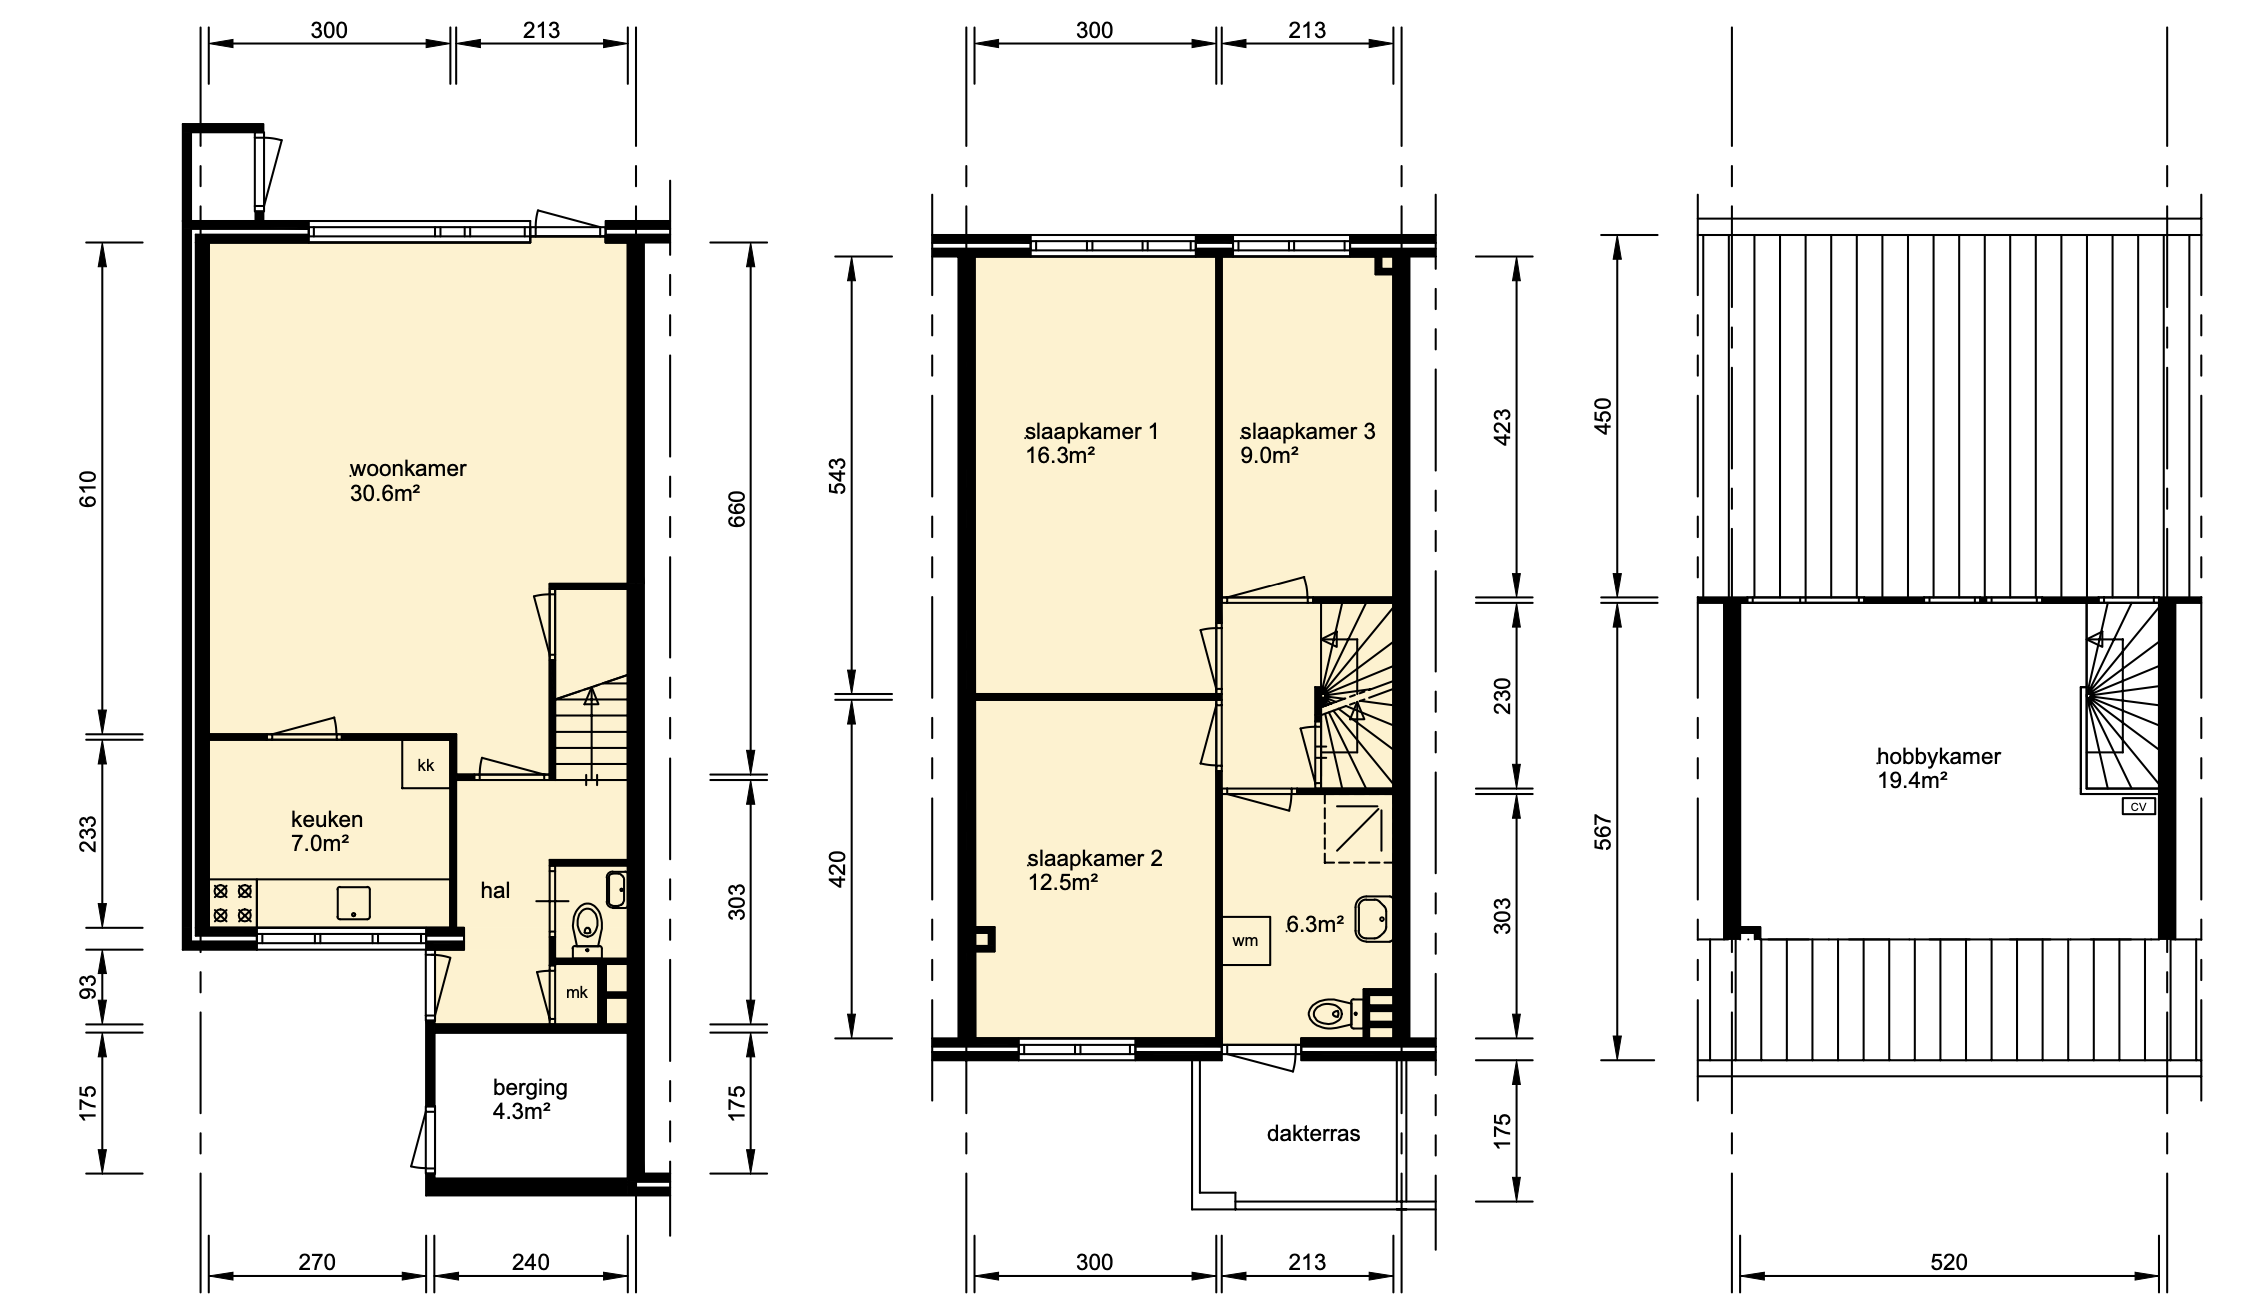 300
213
610
233
93
175
woonkamer
30.6m²
kk
keuken
7.0m²
hal
mk
berging
4.3m²
660
303
175
270
240
300
213
543
420
slaapkamer 1
16.3m²
slaapkamer 3
9.0m²
slaapkamer 2
12.5m²
wm
6.3m²
dakterras
423
230
303
175
300
213
450
567
hobbykamer
19.4m²
cv
520